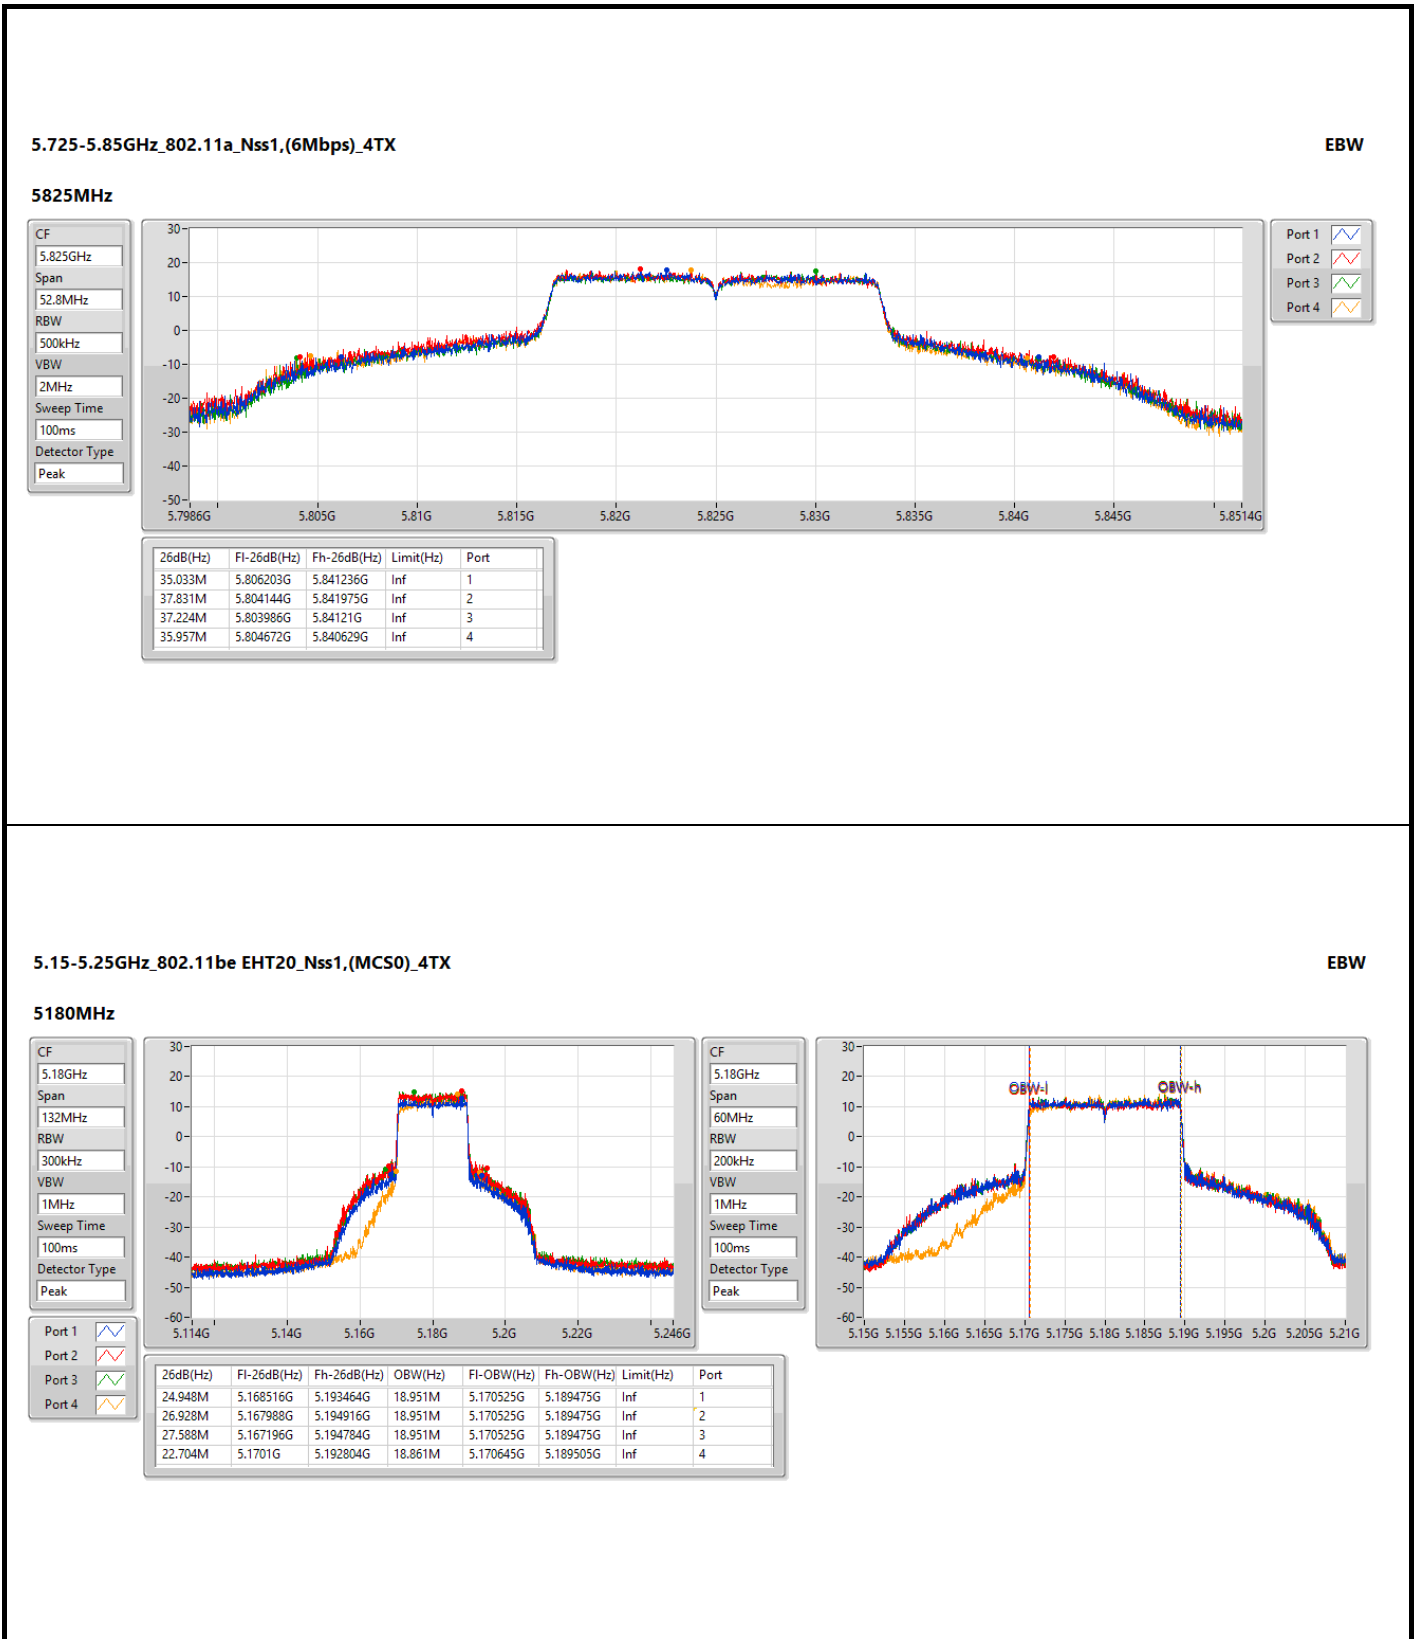 5.725-5.85GHz_802.11a_Nss1,(6Mbps)_4TX EBW
5825MHz
CF
5.825GHz
Span
52.8MHz
RBW
500kHz
VBW
2MHz
Sweep Time
100ms
Detector Type
Peak
30
20
10
0
-10
-20
-30
-40
-50
5.7986G 5.805G 5.81G 5.815G 5.82G 5.825G 5.83G 5.835G 5.84G 5.845G 5.8514G
Port 1
Port 2
Port 3
Port 4
26dB(Hz) Fl-26dB(Hz) Fh-26dB(Hz) Limit(Hz) Port
35.033M 5.806203G 5.841236G Inf 1
37.831M 5.804144G 5.841975G Inf 2
37.224M 5.803986G 5.84121G Inf 3
35.957M 5.804672G 5.840629G Inf 4
5.15-5.25GHz_802.11be EHT20_Nss1,(MCS0)_4TX EBW
5180MHz
CF
5.18GHz
Span
132MHz
RBW
300kHz
VBW
1MHz
Sweep Time
100ms
Detector Type
Peak
Port 1
Port 2
Port 3
Port 4
30
20
10
0
-10
-20
-30
-40
-50
-60
5.114G 5.14G 5.16G 5.18G 5.2G 5.22G 5.246G
CF
5.18GHz
Span
60MHz
RBW
200kHz
VBW
1MHz
Sweep Time
100ms
Detector Type
Peak
30
20
10
0
-10
-20
-30
-40
-50
-60
OBW-l OBW-h
5.15G 5.155G 5.16G 5.165G 5.17G 5.175G 5.18G 5.185G 5.19G 5.195G 5.2G 5.205G 5.21G
26dB(Hz) Fl-26dB(Hz) Fh-26dB(Hz) OBW(Hz) Fl-OBW(Hz) Fh-OBW(Hz) Limit(Hz) Port
24.948M 5.168516G 5.193464G 18.951M 5.170525G 5.189475G Inf 1
26.928M 5.167988G 5.194916G 18.951M 5.170525G 5.189475G Inf 2
27.588M 5.167196G 5.194784G 18.951M 5.170525G 5.189475G Inf 3
22.704M 5.1701G 5.192804G 18.861M 5.170645G 5.189505G Inf 4